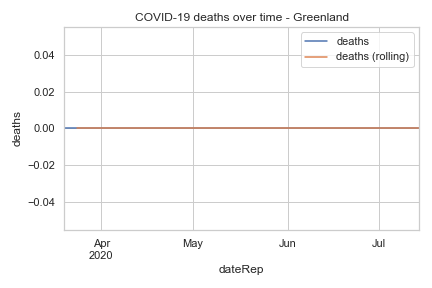 COVID-19 deaths over time - Greenland
deaths
deaths (rolling)
0.04
0.02
0.00
−0.02
−0.04
deaths
Apr
2020
May
Jun
Jul
dateRep